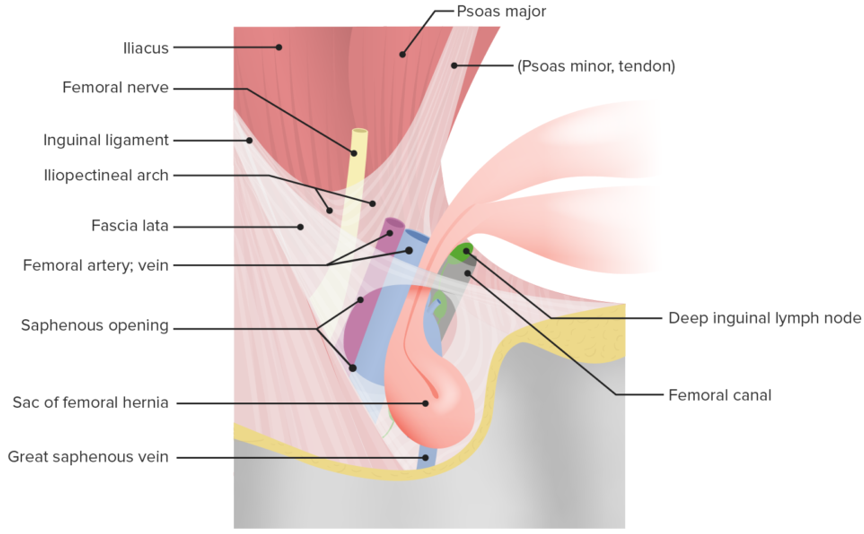 Psoas major
Iliacus
(Psoas minor, tendon)
Femoral nerve
Inguinal ligament
Iliopectineal arch
Fascia lata
Femoral artery; vein
Saphenous opening
Deep inguinal lymph node
Sac of femoral hernia
Femoral canal
Great saphenous vein